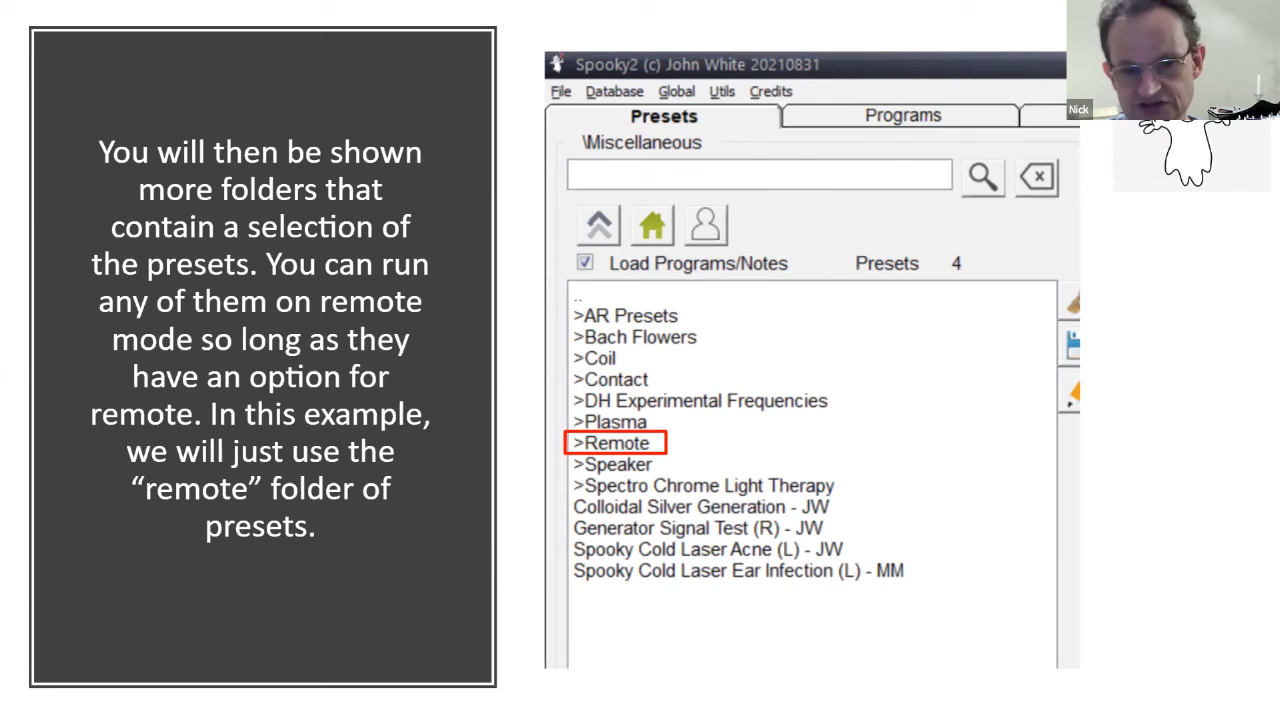 You will then be shown
more folders that
contain a selection of
the presets. You can run
any of them on remote
mode so long as they
have an option for
remote. In this example,
we will just use the
“remote” folder of
presets.
Spooky2 (c) John White 20210831
File Database Global Utils Credits
Presets Programs
\Miscellaneous
Load Programs/Notes Presets 4
..
>AR Presets
>Bach Flowers
>Coil
>Contact
>DH Experimental Frequencies
>Plasma
>Remote
>Speaker
>Spectro Chrome Light Therapy
Colloidal Silver Generation - JW
Generator Signal Test (R) - JW
Spooky Cold Laser Acne (L) - JW
Spooky Cold Laser Ear Infection (L) - MM
Nick